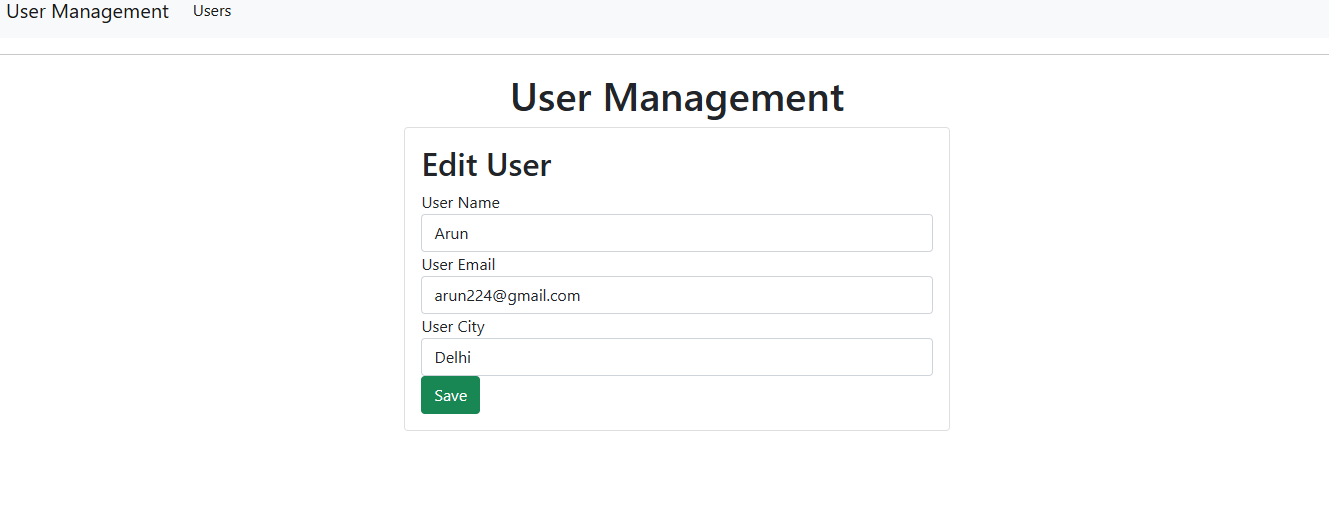 User Management Users
User Management
Edit User
User Name
Arun
User Email
arun224@gmail.com
User City
Delhi
Save